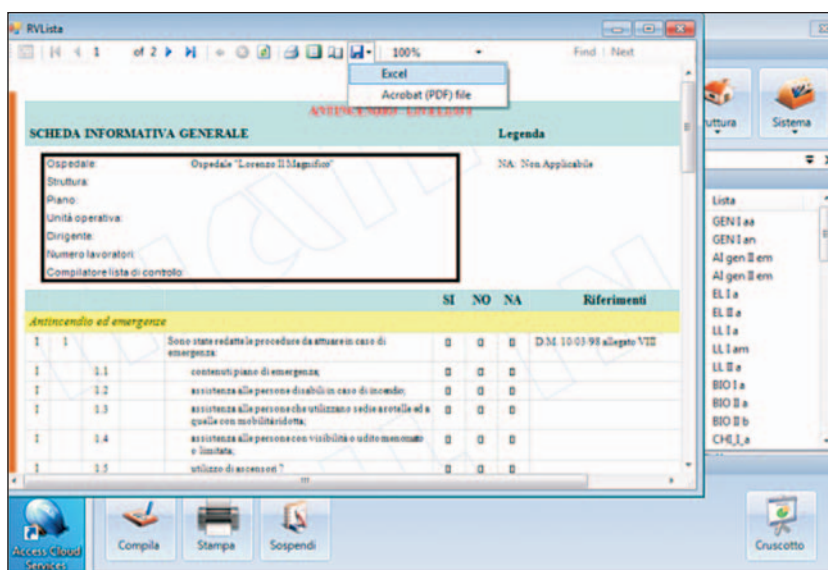 RVLista
1 of 2 100% Find | Next
Excel
Acrobat (PDF) file
SCHEDA INFORMATIVA GENERALE Legenda
Ospedale: Ospedale "Lorenzo Il Magnifico" NA: Non Applicabile
Struttura:
Piano:
Unità operativa:
Dirigente:
Numero lavoratori:
Compilatore lista di controllo:
SI NO NA Riferimenti
Antincendio ed emergenze
1 1 Sono state redatte le procedure da attuare in caso di D.M. 10-03-98 allegato VIII
emergenza:
1 1.1 contenuti piano di emergenza;
1 1.2 assistenza alle persone disabili in caso di incendio;
1 1.3 assistenza alle persone che utilizzano sedie a rotelle ed a
quelle con mobilità ridotta;
1 1.4 assistenza alle persone con visibilità o udito menomato
o limitata;
1 1.5 utilizzo di ascensori ?
uttura Sistema
Lista
GEN I aa
GEN I an
AI gen II em
AI gen II em
EL I a
EL II a
LL I a
LL I am
LL II a
BIO I a
BIO II a
BIO II b
CHI_I_a
Access Cloud
Services
Compila Stampa Sospendi Cruscotto